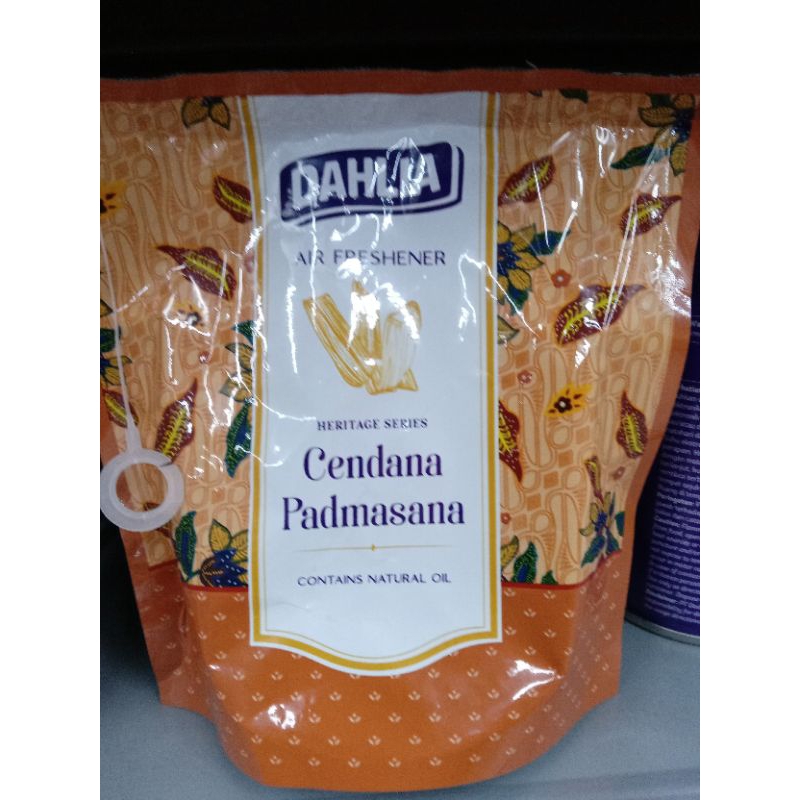 DAHLIA
AIR FRESHENER
HERITAGE SERIES
Cendana
Padmasana
CONTAINS NATURAL OIL